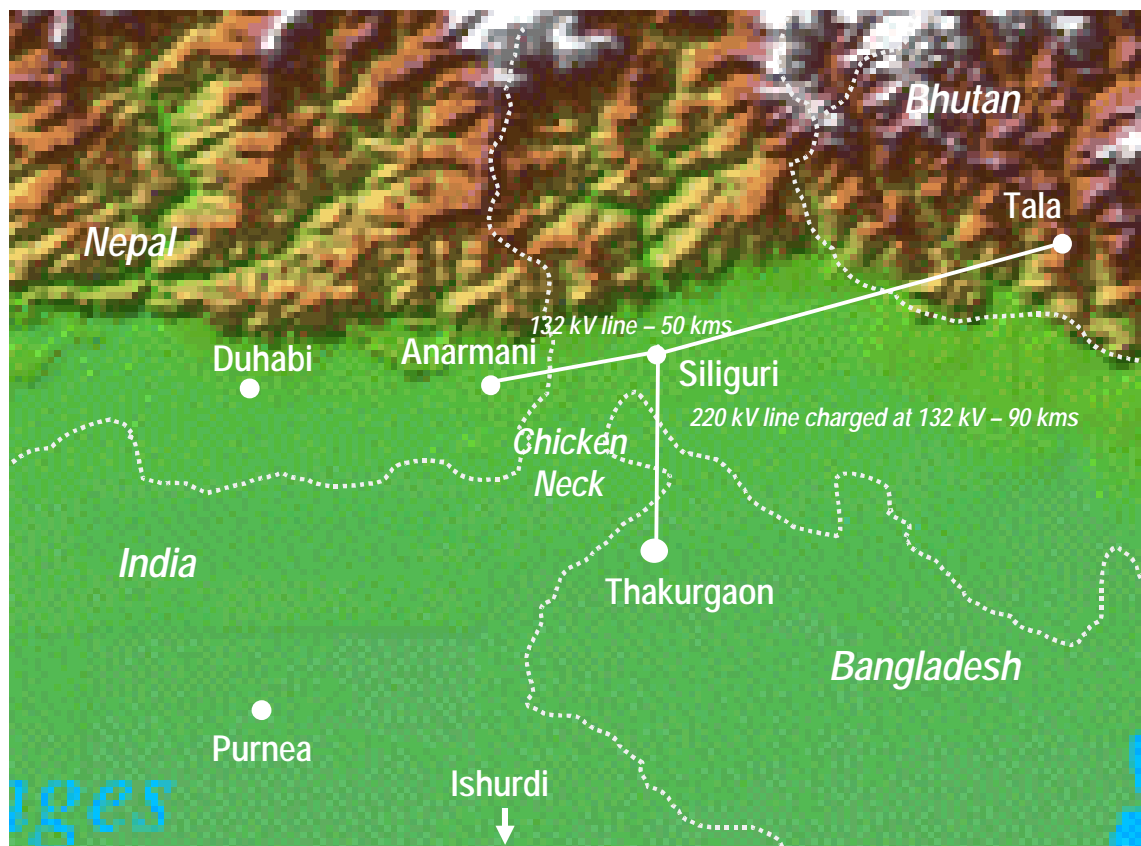 Bhutan
Tala
Nepal
132 kV line – 50 kms
Duhabi
Anarmani
Siliguri
220 kV line charged at 132 kV – 90 kms
Chicken
Neck
India
Thakurgaon
Bangladesh
Purnea
Ishurdi
nges